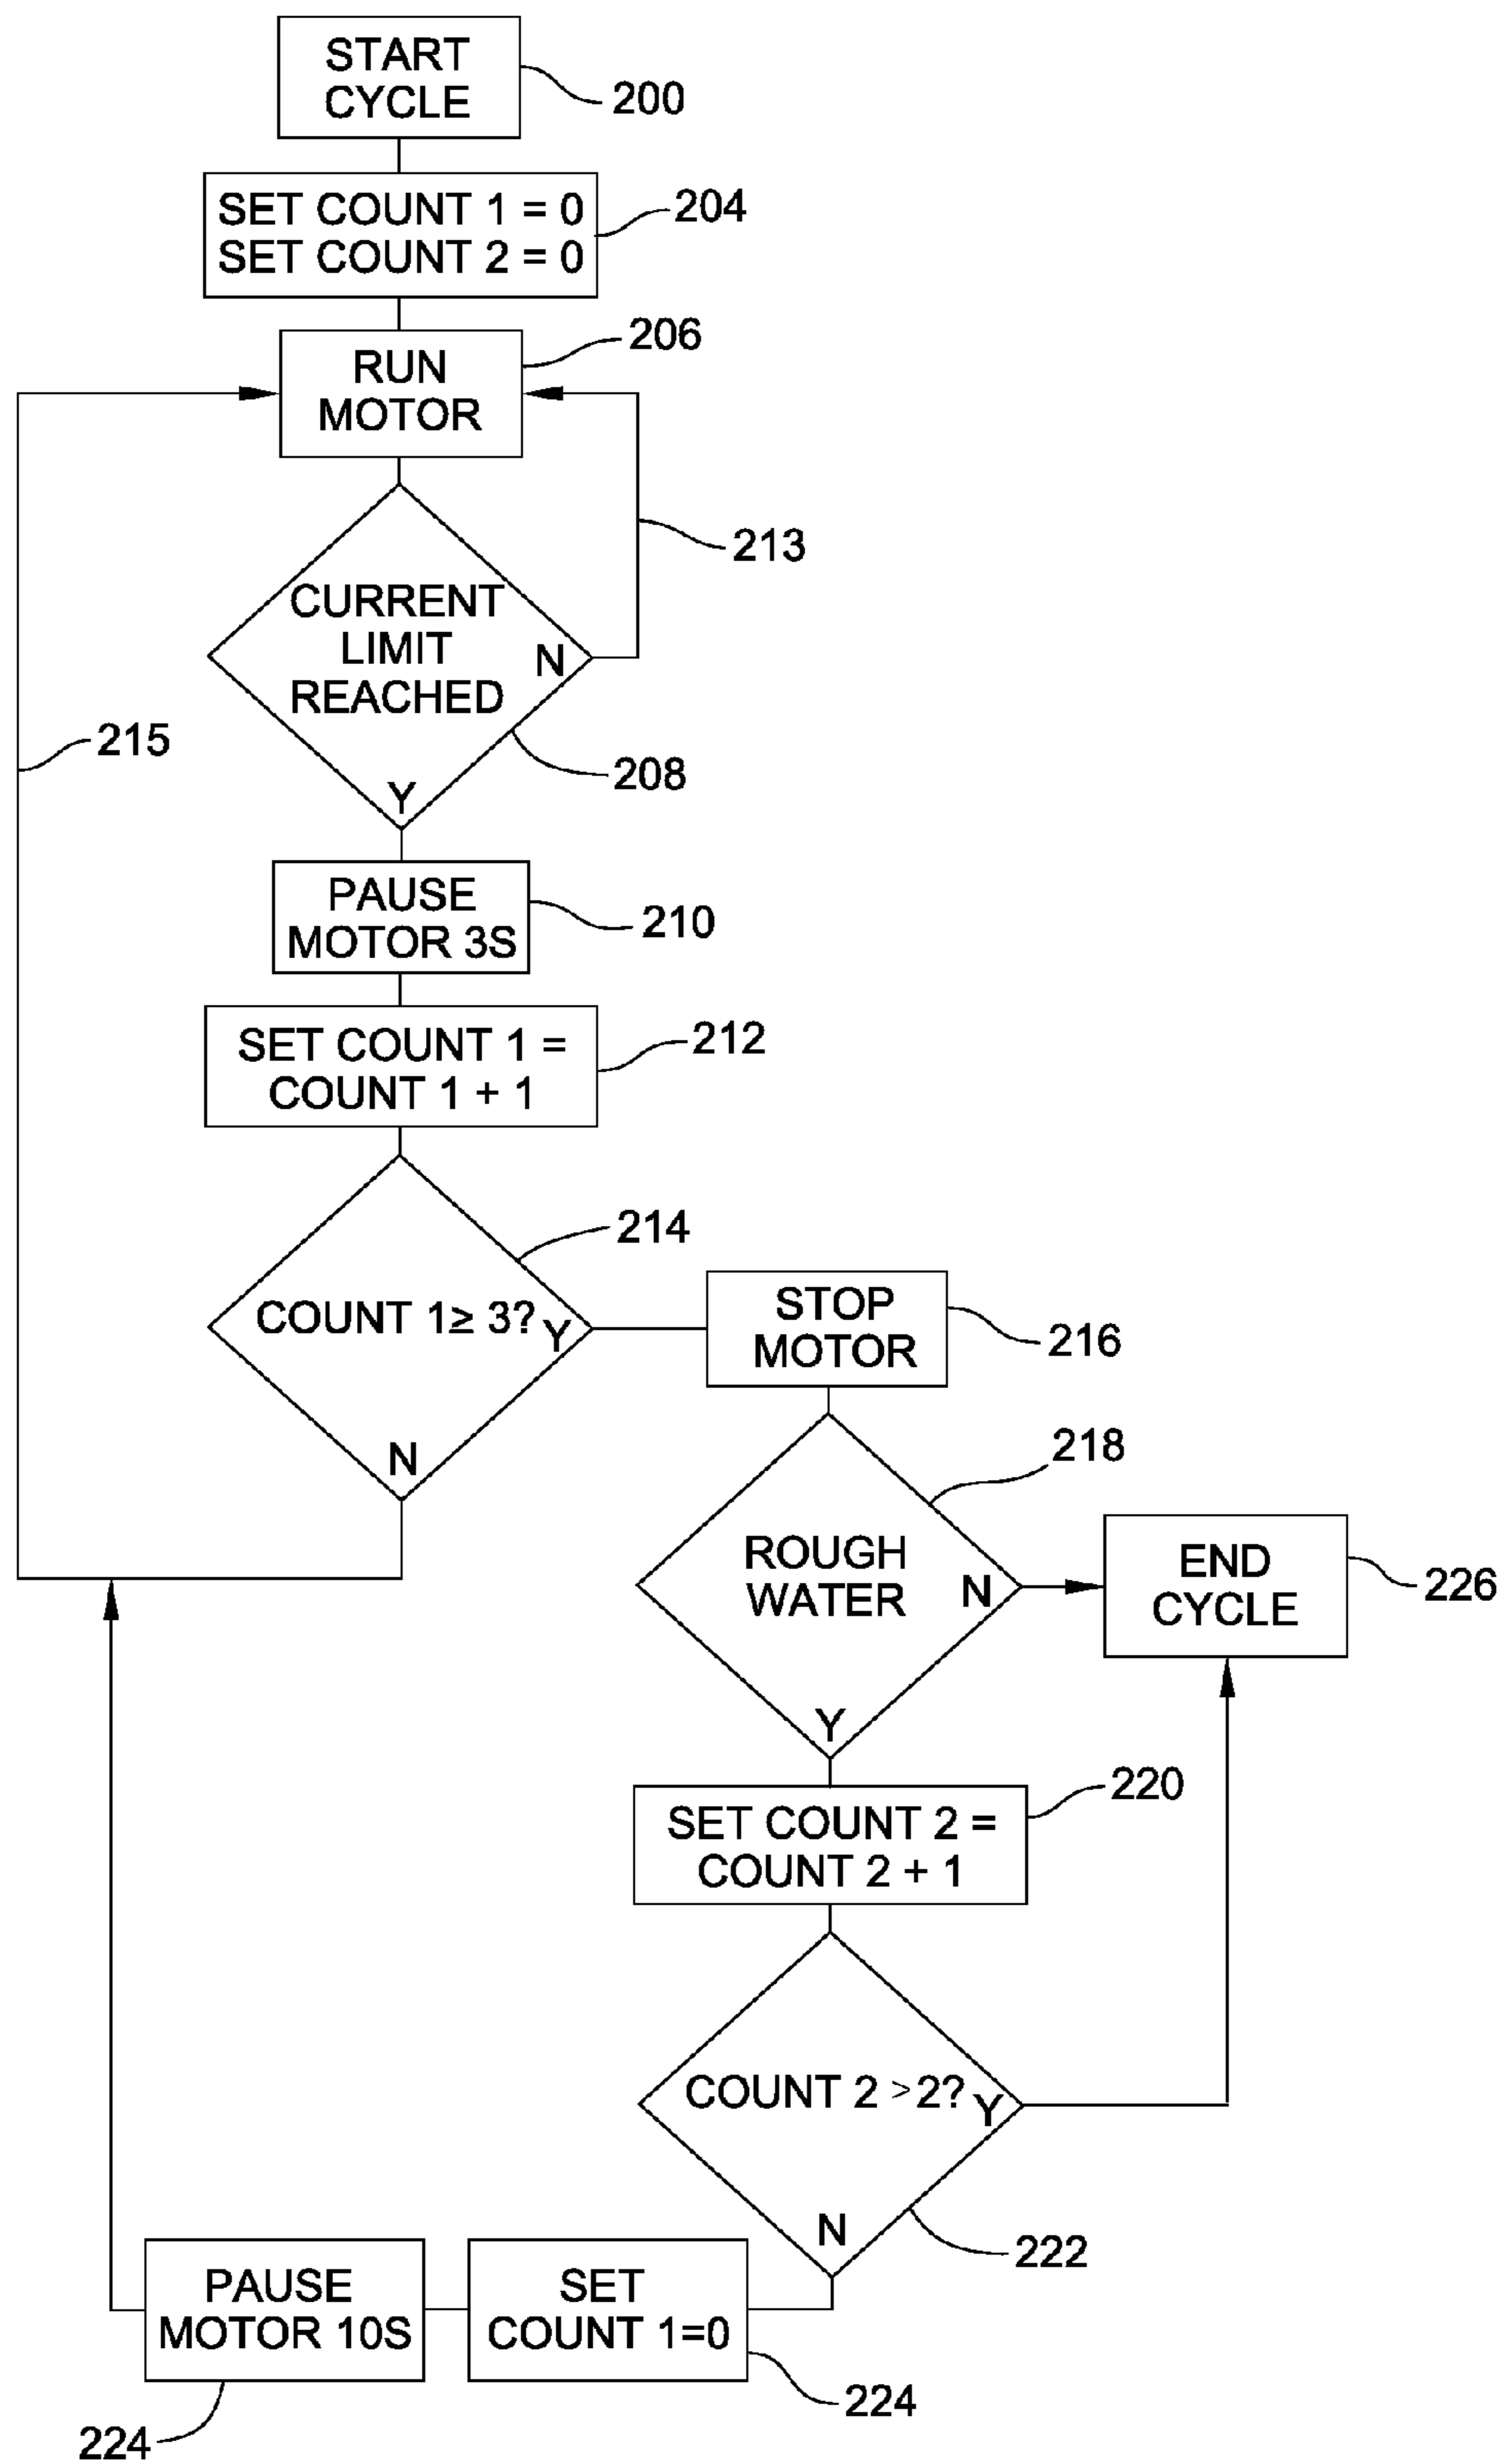 START
CYCLE
200
SET COUNT 1 = 0
SET COUNT 2 = 0
204
RUN
MOTOR
206
213
CURRENT
LIMIT
REACHED
N
Y
208
215
PAUSE
MOTOR 3S
210
SET COUNT 1 =
COUNT 1 + 1
212
214
COUNT 1≥ 3?
Y
N
STOP
MOTOR
216
218
ROUGH
WATER
N
Y
END
CYCLE
226
SET COUNT 2 =
COUNT 2 + 1
220
COUNT 2 >2?
Y
N
222
SET
COUNT 1=0
224
PAUSE
MOTOR 10S
224